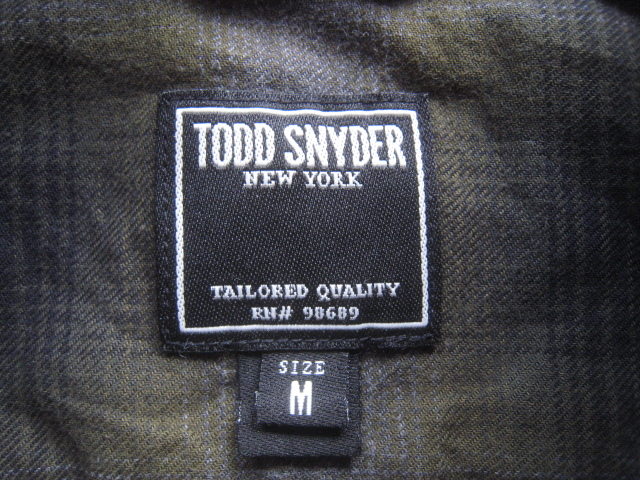 TODD SNYDER
NEW YORK
TAILORED QUALITY
RN# 98689
SIZE
M